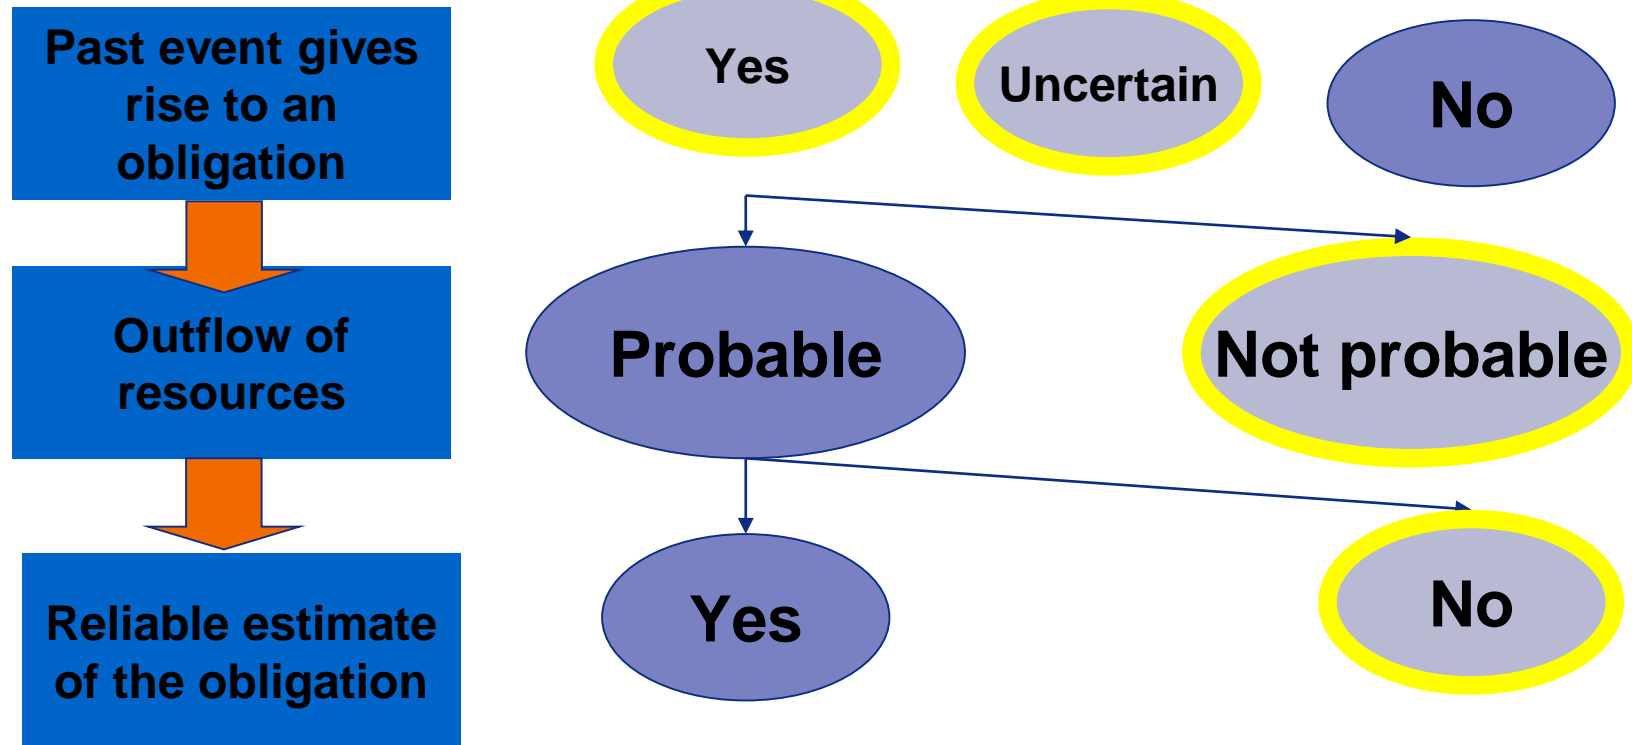 Past event gives
rise to an
obligation
Yes
Uncertain
No
Outflow of
resources
Probable
Not probable
Reliable estimate
of the obligation
Yes
No